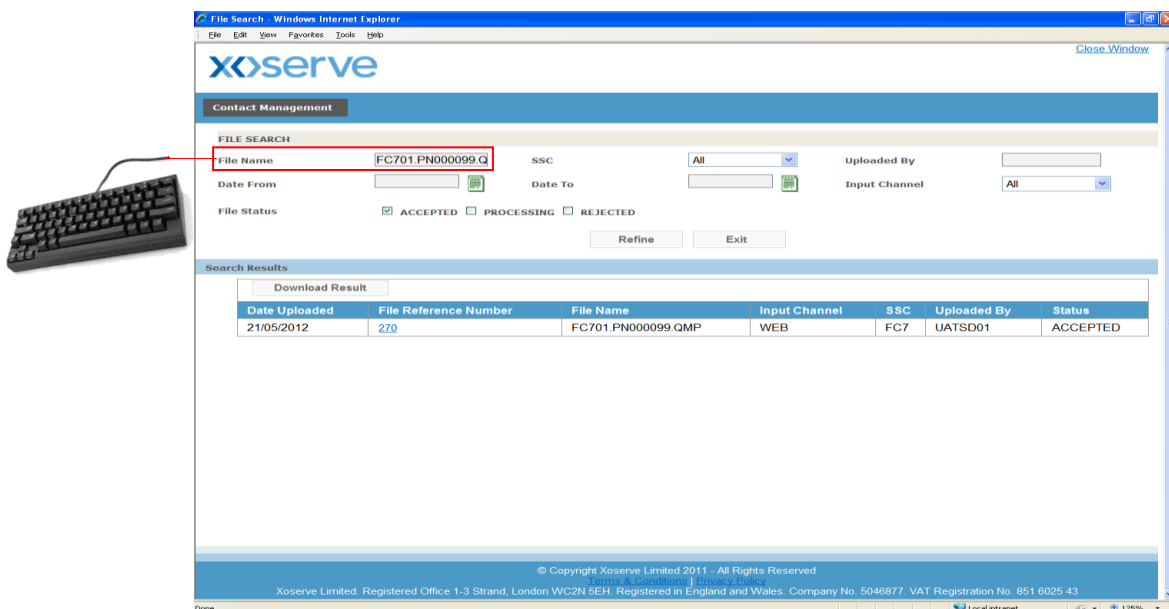 File Search - Windows Internet Explorer
File Edit View Favorites Tools Help
Close Window
xoserve
Contact Management
FILE SEARCH
File Name FC701.PN000099.Q SSC All Uploaded By
Date From Date To Input Channel All
File Status ACCEPTED PROCESSING REJECTED
Refine Exit
Search Results
Download Result
Date Uploaded File Reference Number File Name Input Channel SSC Uploaded By Status
21/05/2012 270 FC701.PN000099.QMP WEB FC7 UATSD01 ACCEPTED
© Copyright Xoserve Limited 2011 - All Rights Reserved
Terms & Conditions | Privacy Policy
Xoserve Limited. Registered Office 1-3 Strand, London WC2N 5EH. Registered in England and Wales. Company No. 5046877. VAT Registration No. 851 6025 43
Done Local intranet 125%